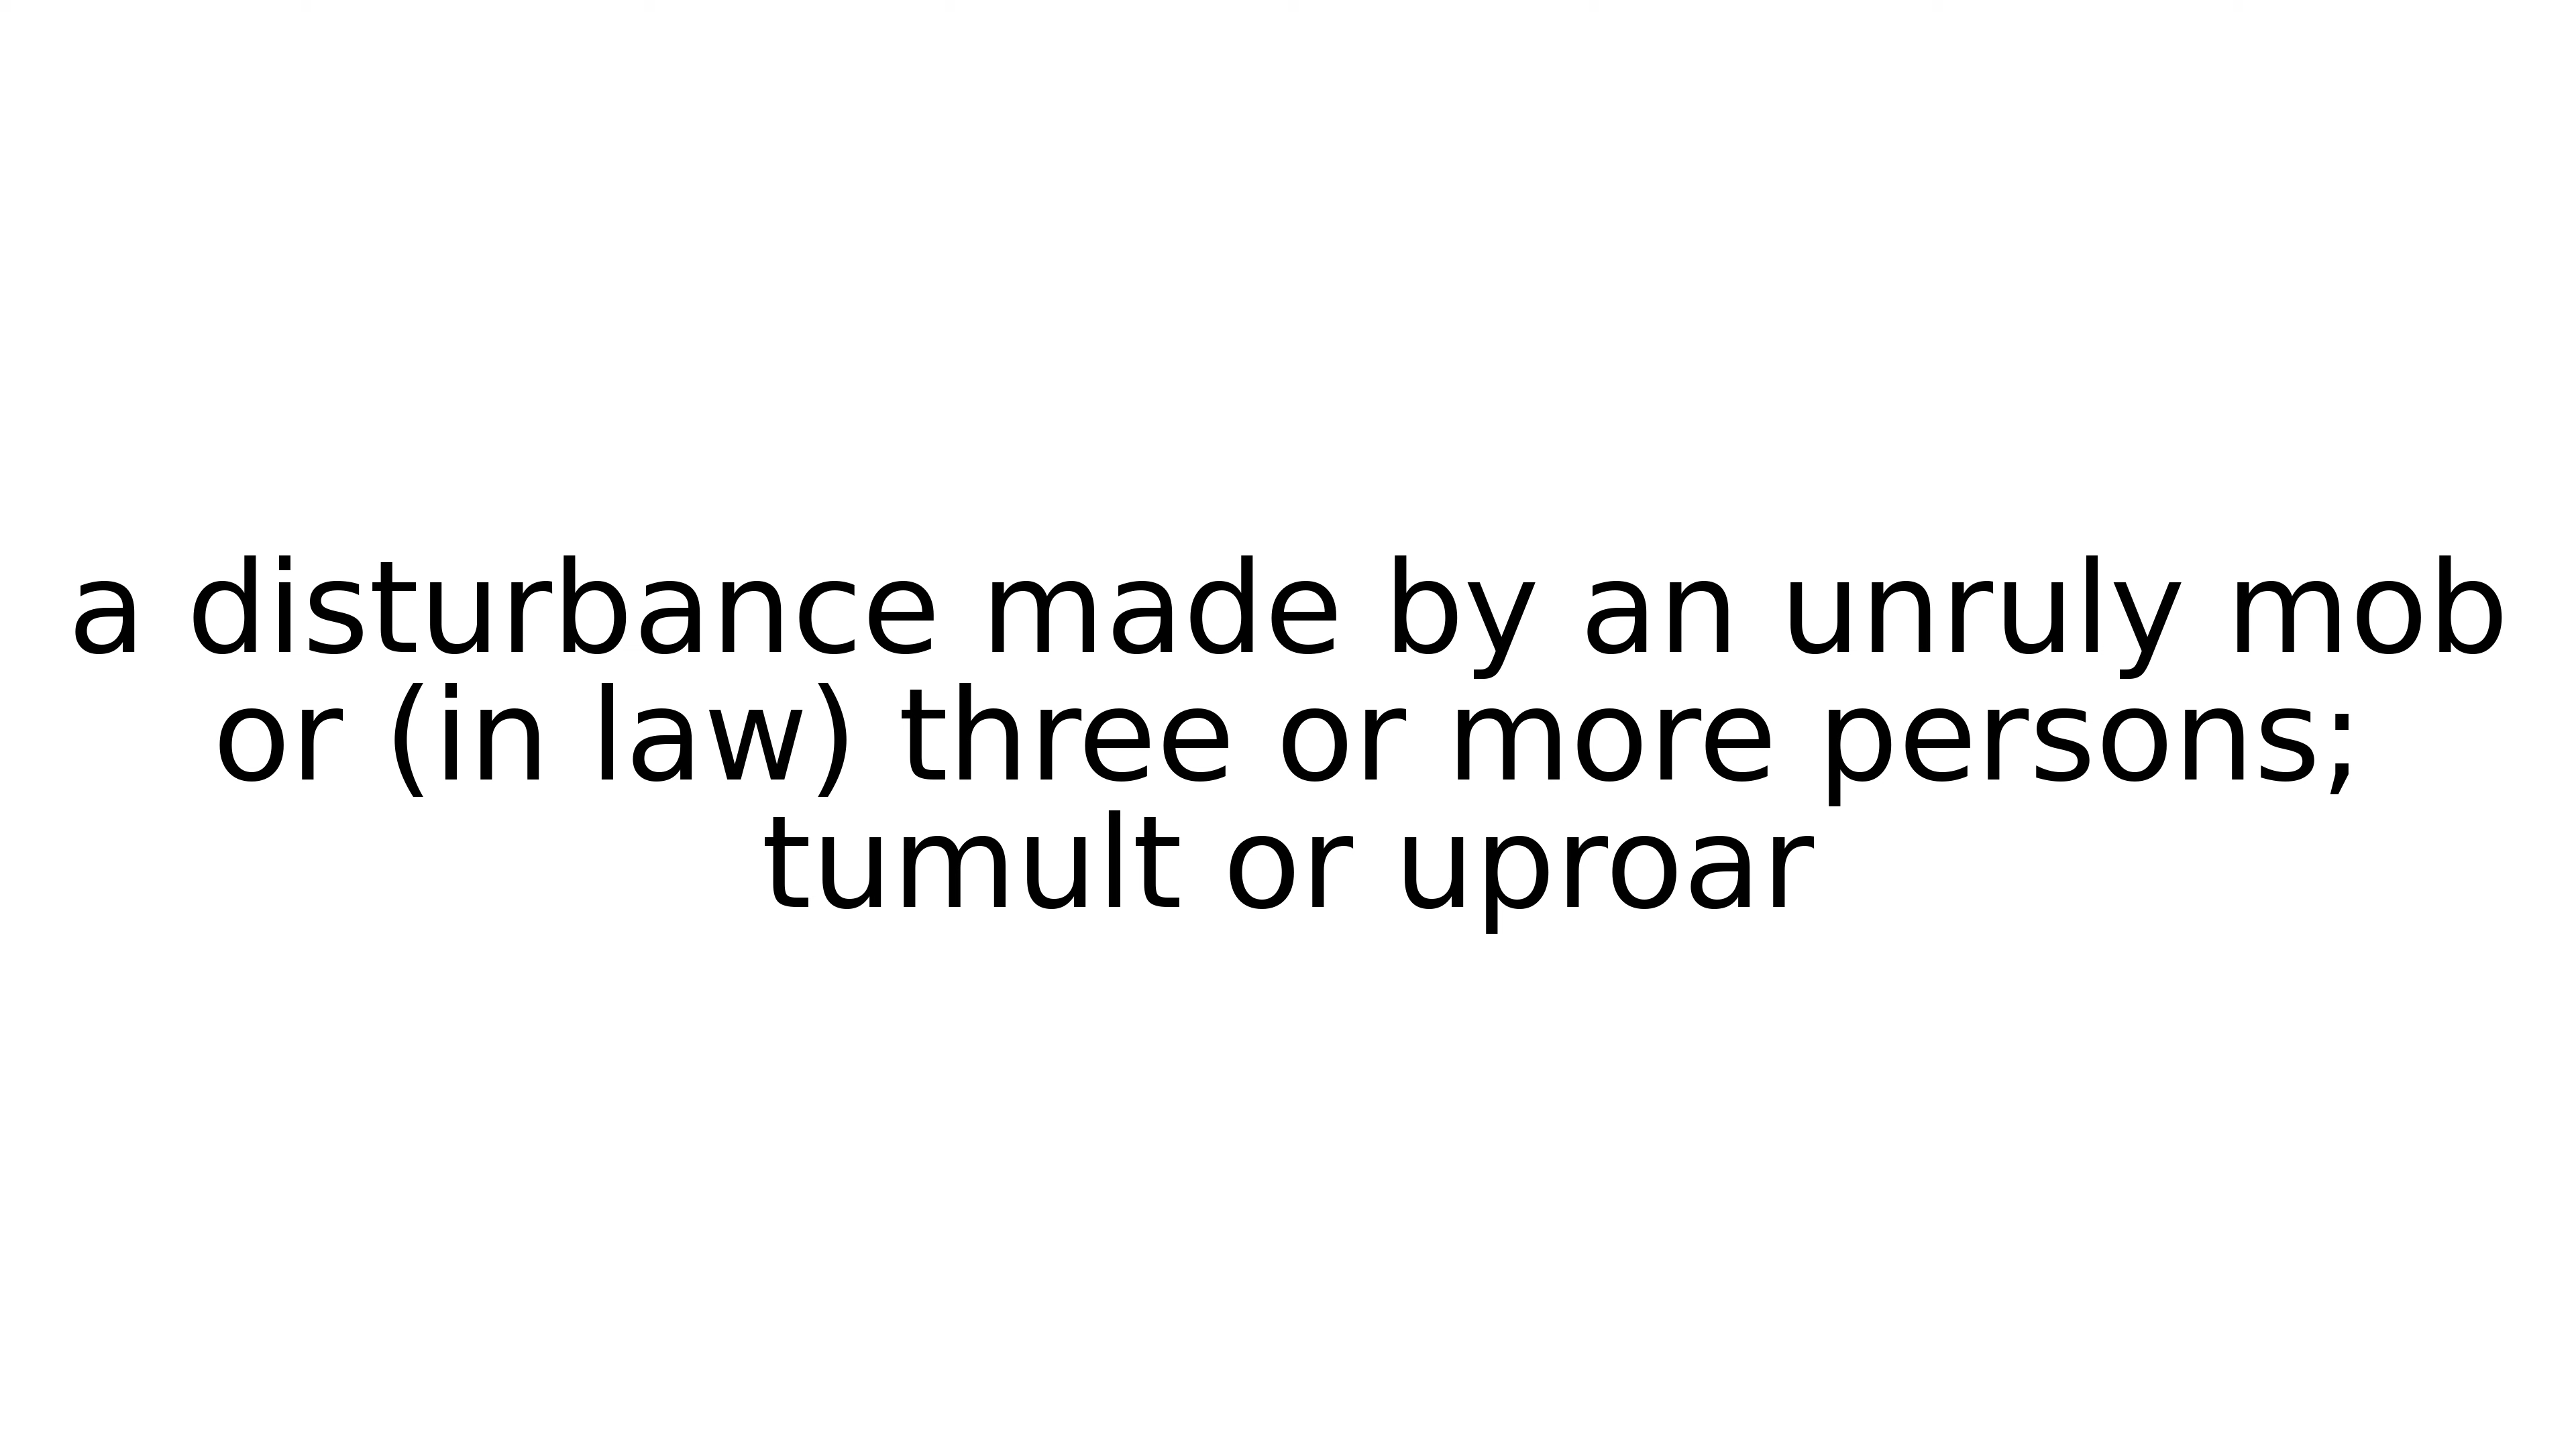 a disturbance made by an unruly mob
or (in law) three or more persons;
tumult or uproar